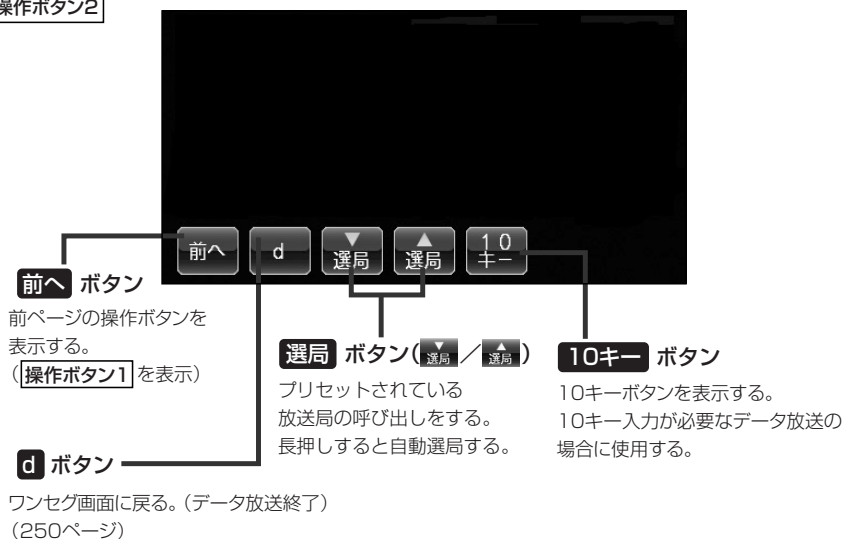 操作ボタン2
前へ
d
▼
選局
▲
選局
10
キー
前へ ボタン
前ページの操作ボタンを
表示する。
(操作ボタン1を表示)
選局 ボタン(▼選局／▲選局)
プリセットされている
放送局の呼び出しをする。
長押しすると自動選局する。
10キー ボタン
10キーボタンを表示する。
10キー入力が必要なデータ放送の
場合に使用する。
d ボタン
ワンセグ画面に戻る。(データ放送終了)
(250ページ)